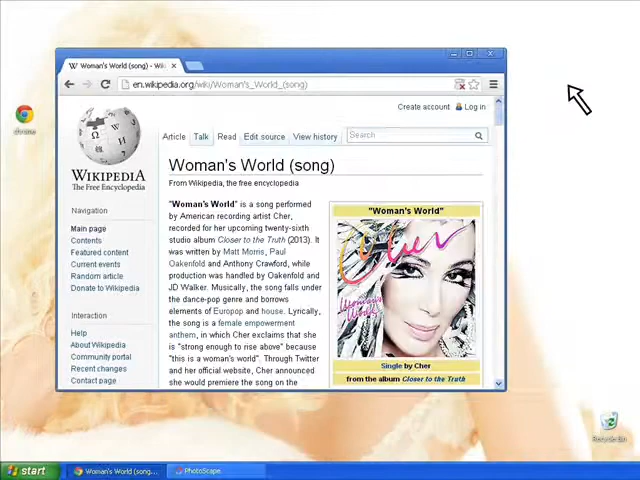 Woman's World (song) - Wiki
en.wikipedia.org/wiki/Woman's_World_(song)
chrome
Create account Log in
Article Talk Read Edit source View history Search
WIKIPEDIA
The Free Encyclopedia
Navigation
Main page
Contents
Featured content
Current events
Random article
Donate to Wikipedia
Interaction
Help
About Wikipedia
Community portal
Recent changes
Contact page
Woman's World (song)
From Wikipedia, the free encyclopedia
"Woman's World" is a song performed
by American recording artist Cher,
recorded for her upcoming twenty-sixth
studio album Closer to the Truth (2013). It
was written by Matt Morris, Paul
Oakenfold and Anthony Crawford, while
production was handled by Oakenfold and
JD Walker. Musically, the song falls under
the dance-pop genre and borrows
elements of Europop and house. Lyrically,
the song is a female empowerment
anthem, in which Cher exclaims that she
is "strong enough to rise above" because
"this is a woman's world". Through Twitter
and her official website, Cher announced
she would premiere the song on the
"Woman's World"
Cher
Woman's
World
Single by Cher
from the album Closer to the Truth
Recycle Bin
start Woman's World (song)... PhotoScape